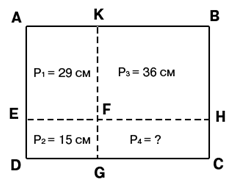 A K B
P₁ = 29 см P₃ = 36 см
E F H
P₂ = 15 см P₄ = ?
D G C